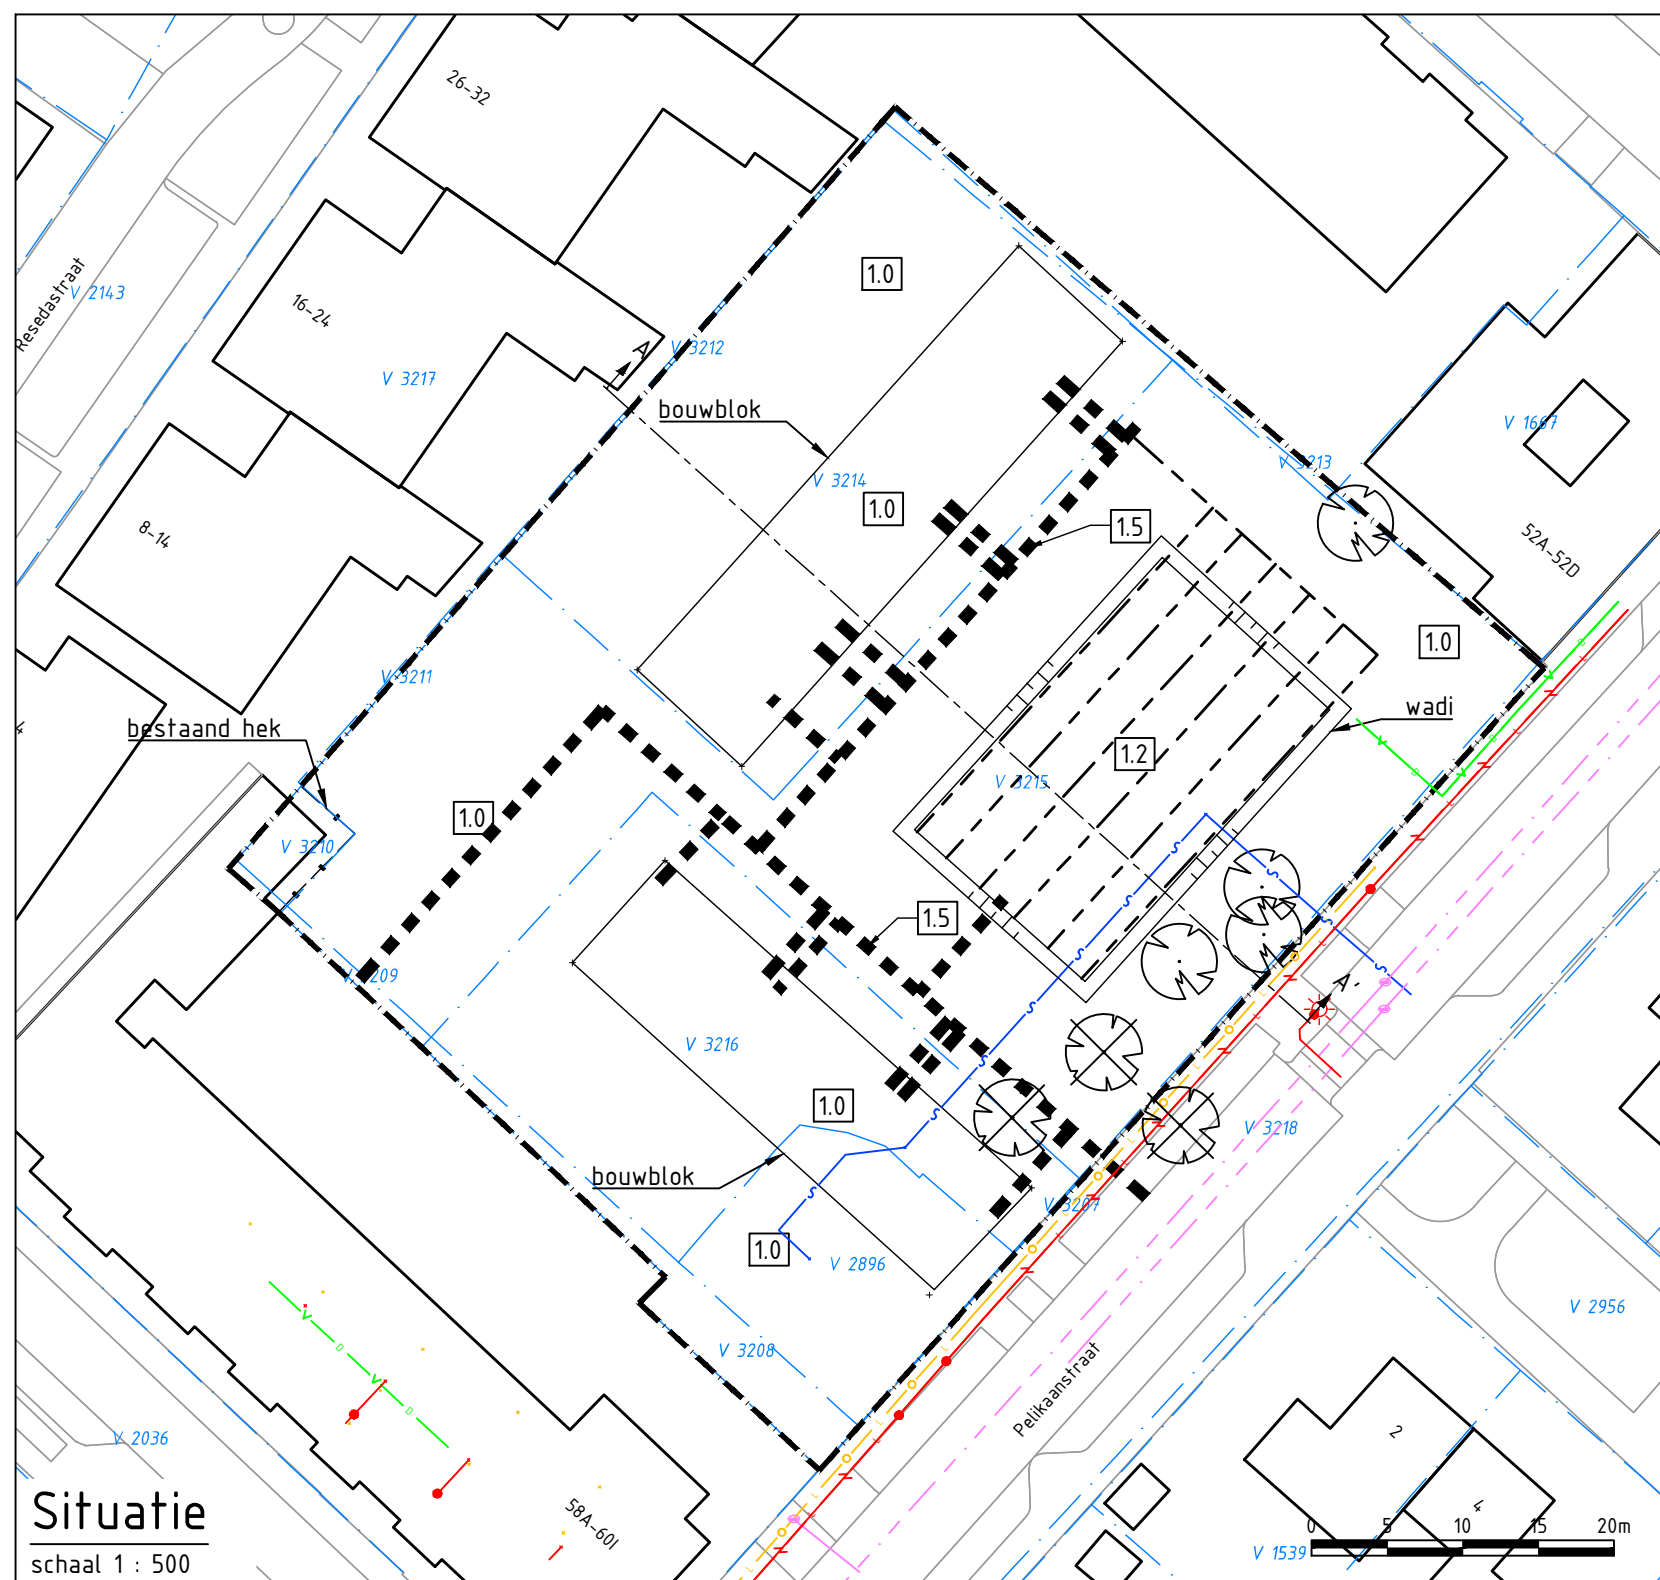 26-32
16-24
8-14
Resedastraat
V 2143
V 3217
V 3212
A
bouwblok
V 3214
1.0
1.0
1.5
V 3213
V 1667
52A-52D
1.0
wadi
1.2
V 3215
V 3211
bestaand hek
1.0
V 3210
1.5
V 3216
1.0
bouwblok
1.0
V 2896
V 3207
A'
V 3218
V 3208
Pelikaanstraat
V 2956
V 2036
58A-60I
2
4
V 1539
0 5 10 15 20m
Situatie
schaal 1 : 500